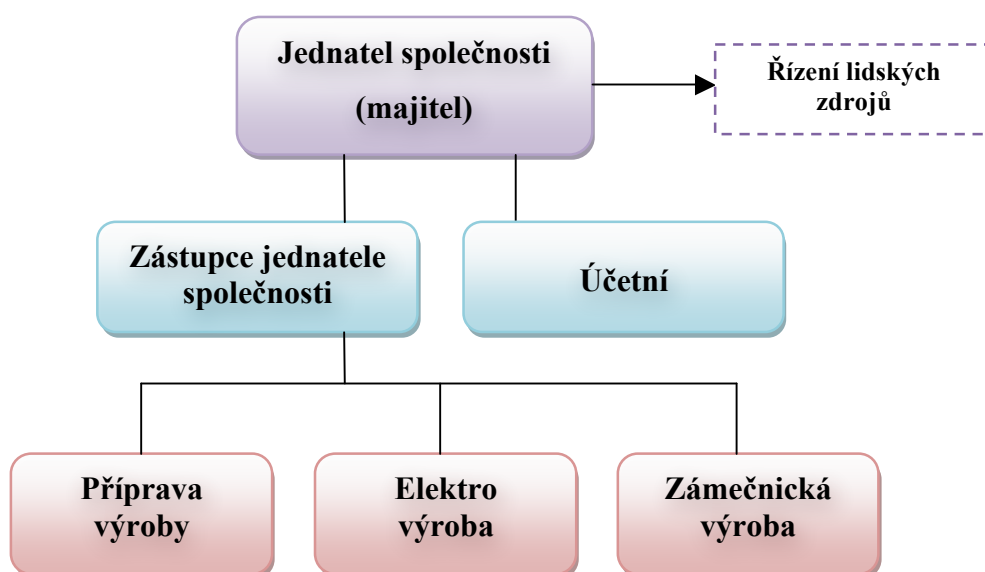 Jednatel společnosti
(majitel)
Řízení lidských
zdrojů
Zástupce jednatele
společnosti
Účetní
Příprava
výroby
Elektro
výroba
Zámečnická
výroba